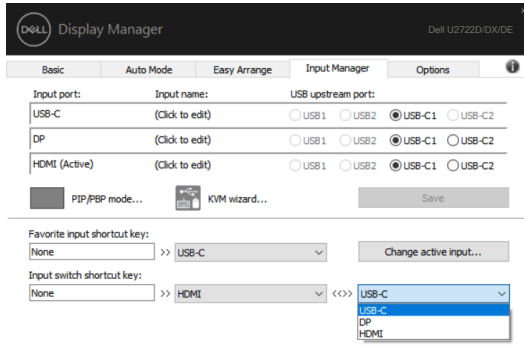 DELL Display Manager
Dell U2722D/DX/DE
Basic Auto Mode Easy Arrange Input Manager Options i
Input port: Input name: USB upstream port:
USB-C (Click to edit) USB1 USB2 USB-C1 USB-C2
DP (Click to edit) USB1 USB2 USB-C1 USB-C2
HDMI (Active) (Click to edit) USB1 USB2 USB-C1 USB-C2
PIP/PBP mode... KVM wizard... Save
Favorite input shortcut key:
None >> USB-C Change active input...
Input switch shortcut key:
None >> HDMI <<>> USB-C
USB-C
DP
HDMI